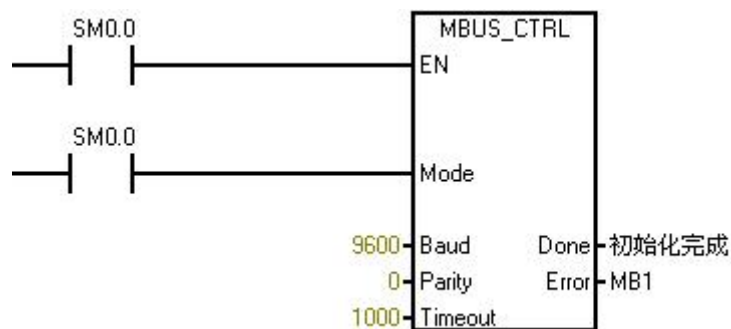 SM0.0
MBUS_CTRL
EN
SM0.0
Mode
9600 Baud Done 初始化完成
0 Parity Error MB1
1000 Timeout